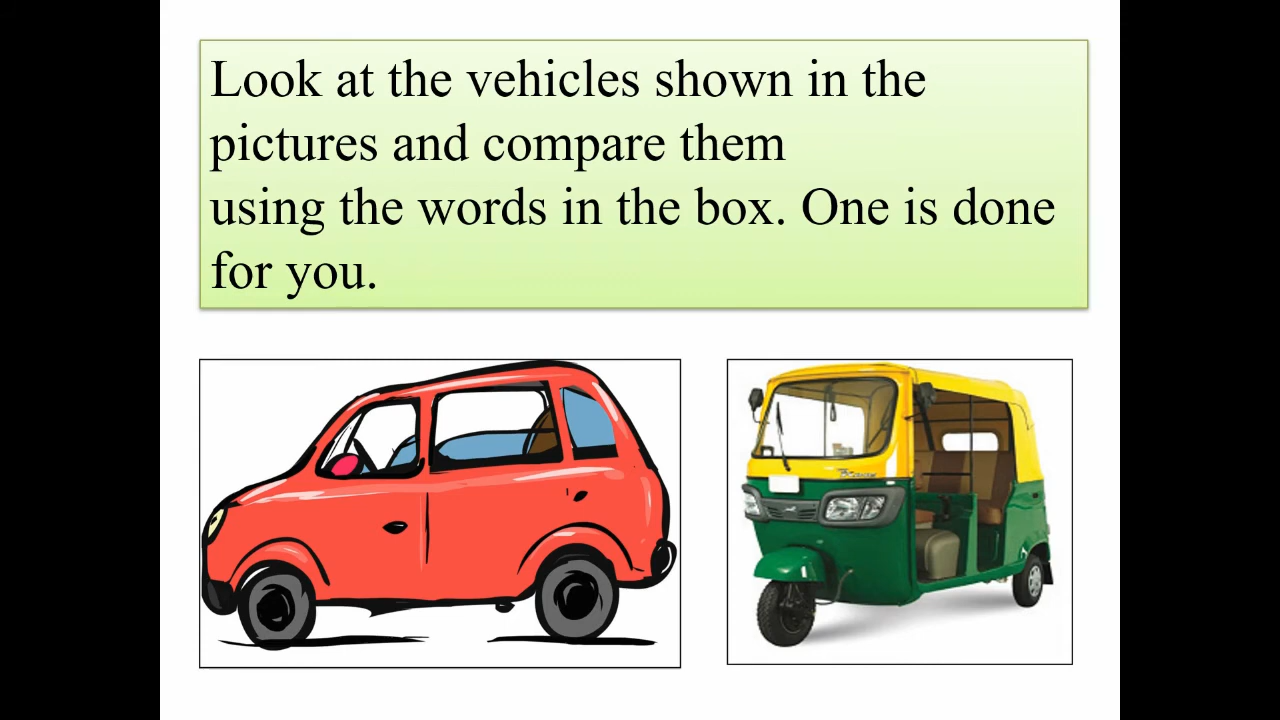 Look at the vehicles shown in the
pictures and compare them
using the words in the box. One is done
for you.